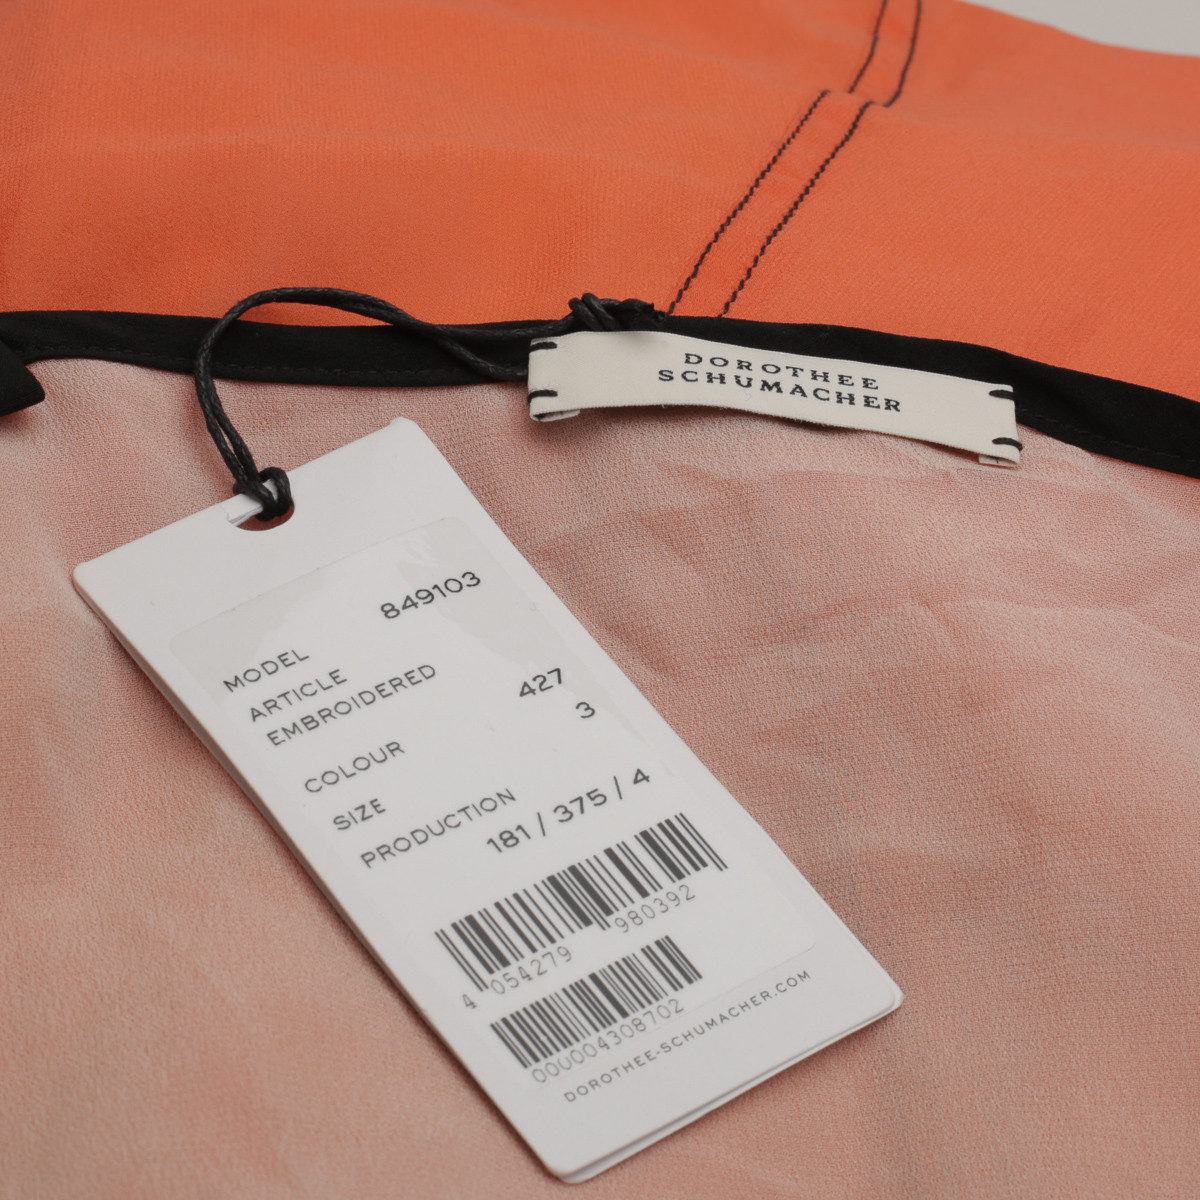 DOROTHEE
SCHUMACHER
MODEL 849103
ARTICLE
EMBROIDERED
COLOUR 427
SIZE 3
PRODUCTION
181 / 375 / 4
4 054279 980392
000004308702
DOROTHEE-SCHUMACHER.COM